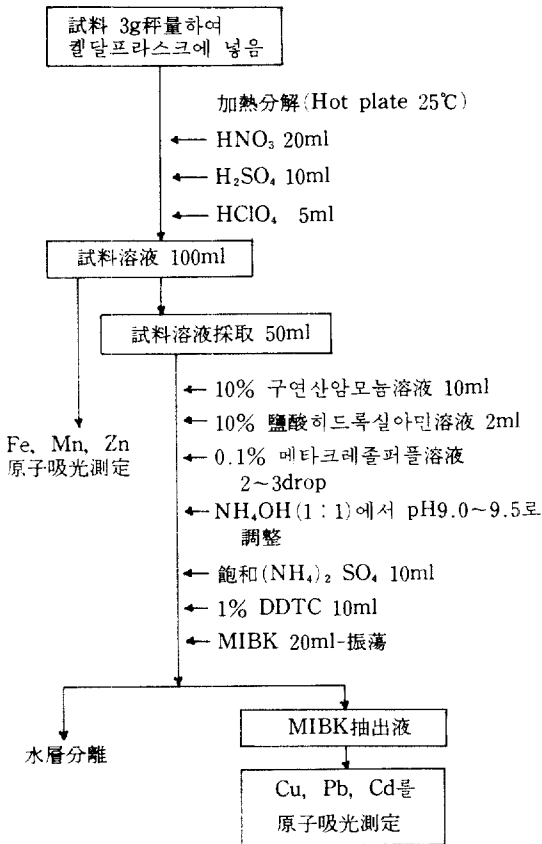 試料 3g秤量하여
켈달프라스크에 넣음
加熱分解(Hot plate 25℃)
HNO₃ 20ml
H₂SO₄ 10ml
HClO₄ 5ml
試料溶液 100ml
試料溶液採取 50ml
10% 구연산암모늄溶液 10ml
10% 鹽酸히드록실아민溶液 2ml
Fe, Mn, Zn
原子吸光測定
0.1% 메타크레졸퍼플溶液
2~3drop
NH₄OH(1 : 1)에서 pH9.0~9.5로
調整
飽和(NH₄)₂ SO₄ 10ml
1% DDTC 10ml
MIBK 20ml-振蕩
水層分離
MIBK抽出液
Cu, Pb, Cd를
原子吸光測定